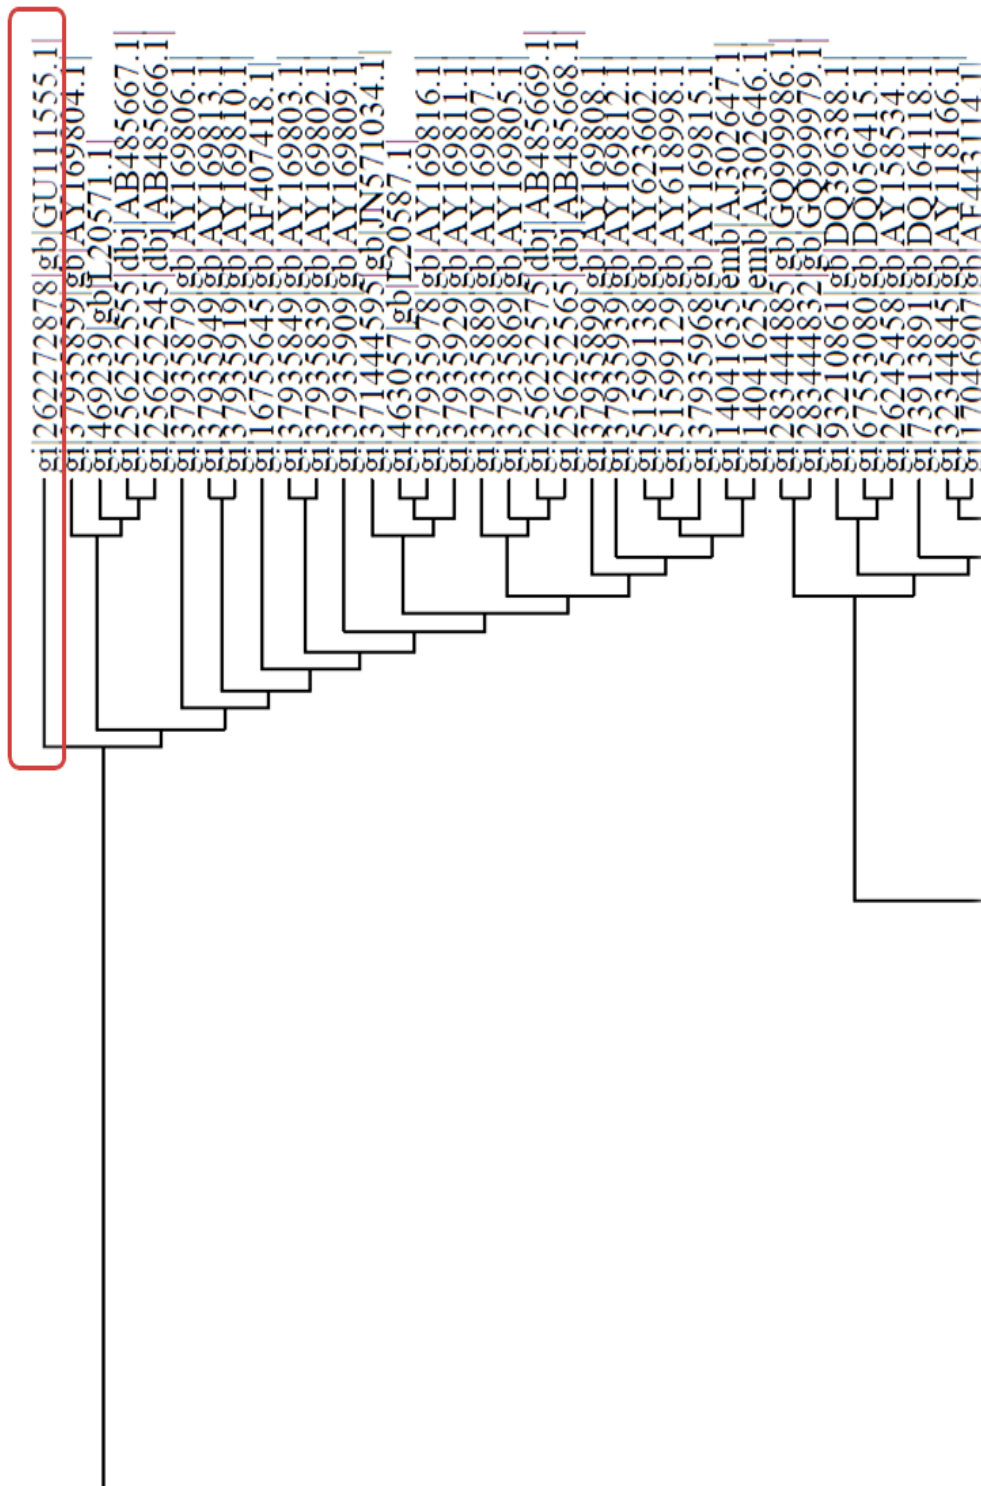 gi|262272878|gb|GU111555.1|
gi|37935859|gb|AY169804.1|
gi|469239|gb|L20571.1|
gi|256252555|dbj|AB485667.1|
gi|256252545|dbj|AB485666.1|
gi|37935879|gb|AY169806.1|
gi|37935949|gb|AY169813.1|
gi|37935919|gb|AY169810.1|
gi|16755645|gb|AF407418.1|
gi|37935849|gb|AY169803.1|
gi|37935839|gb|AY169802.1|
gi|37935909|gb|AY169809.1|
gi|371444595|gb|JN571034.1|
gi|463057|gb|L20587.1|
gi|37935978|gb|AY169816.1|
gi|37935929|gb|AY169811.1|
gi|37935889|gb|AY169807.1|
gi|37935869|gb|AY169805.1|
gi|256252575|dbj|AB485669.1|
gi|256252565|dbj|AB485668.1|
gi|37935899|gb|AY169808.1|
gi|37935939|gb|AY169812.1|
gi|51599138|gb|AY623602.1|
gi|51599129|gb|AY618998.1|
gi|37935968|gb|AY169815.1|
gi|14041635|emb|AJ302647.1|
gi|14041625|emb|AJ302646.1|
gi|283444885|gb|GQ999986.1|
gi|283444832|gb|GQ999979.1|
gi|93210861|gb|DQ396388.1|
gi|67553080|gb|DQ056415.1|
gi|26245458|gb|AY158534.1|
gi|73913891|gb|DQ164118.1|
gi|32344845|gb|AY118166.1|
gi|17046907|gb|AF443114.1|